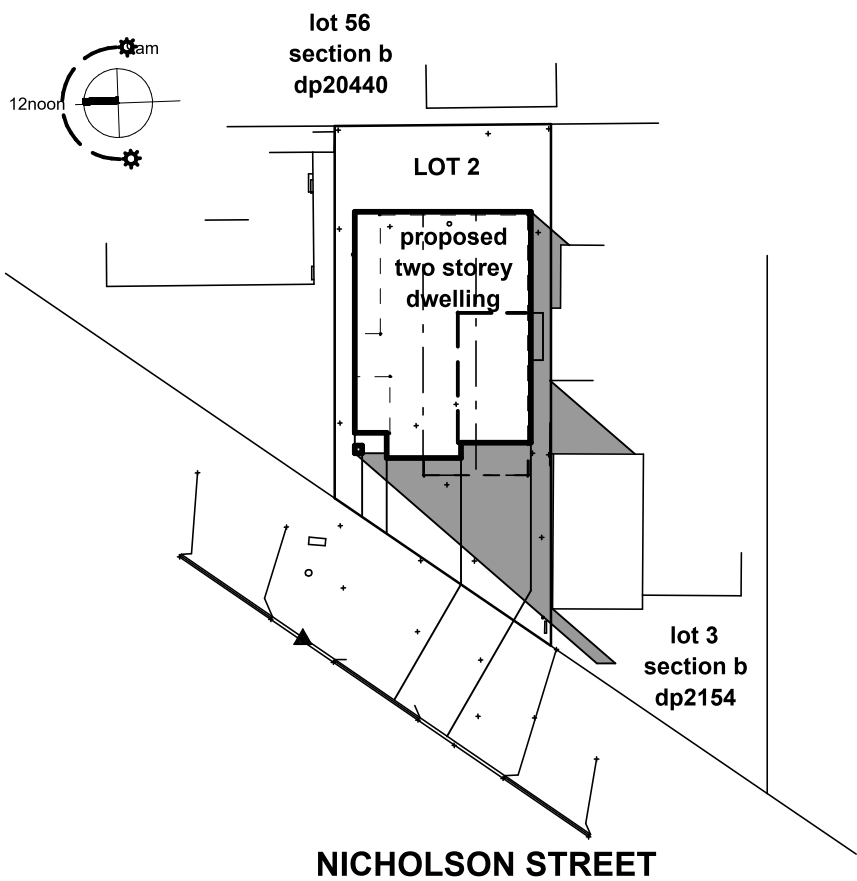 lot 56
section b
dp20440
9am
12noon
LOT 2
proposed
two storey
dwelling
lot 3
section b
dp2154
NICHOLSON STREET